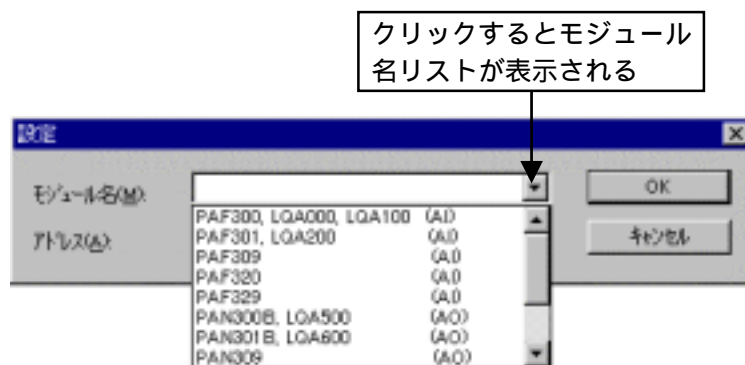 クリックするとモジュール
名リストが表示される
設定
モジュール名(M):
OK
PAF300, LQA000, LQA100 (AI)
アドレス(A):
PAF301, LQA200 (AI)
キャンセル
PAF309 (AI)
PAF320 (AI)
PAF329 (AI)
PAN300B, LQA500 (AO)
PAN301B, LQA600 (AO)
PAN309 (AO)